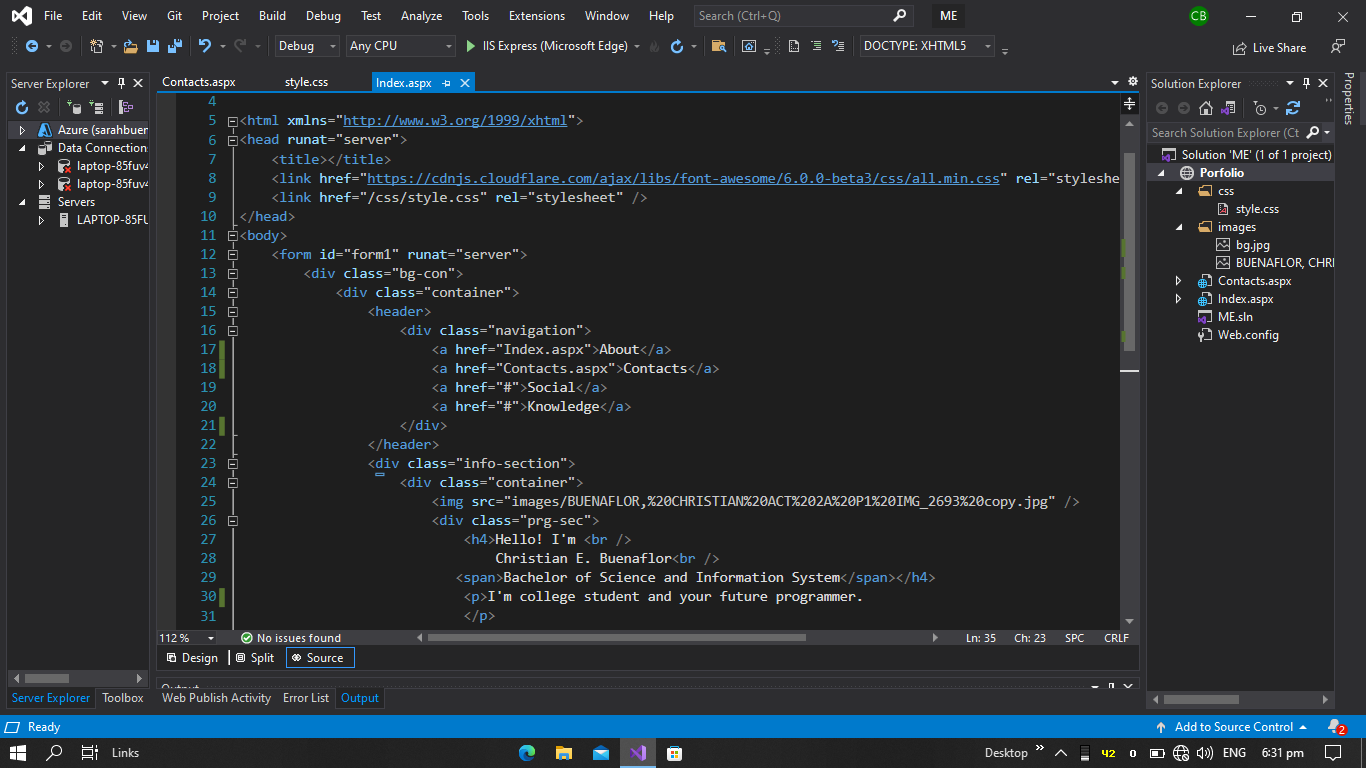 File Edit View Git Project Build Debug Test Analyze Tools Extensions Window Help Search (Ctrl+Q) ME CB
Debug Any CPU IIS Express (Microsoft Edge) DOCTYPE: XHTML5 Live Share
Server Explorer
Azure (sarahbuer
Data Connection
laptop-85fuv4
laptop-85fuv4
Servers
LAPTOP-85FU
Contacts.aspx style.css Index.aspx
4
5 <html xmlns="http://www.w3.org/1999/xhtml">
6 <head runat="server">
7 <title></title>
8 <link href="https://cdnjs.cloudflare.com/ajax/libs/font-awesome/6.0.0-beta3/css/all.min.css" rel="styleshe
9 <link href="/css/style.css" rel="stylesheet" />
10 </head>
11 <body>
12 <form id="form1" runat="server">
13 <div class="bg-con">
14 <div class="container">
15 <header>
16 <div class="navigation">
17 <a href="Index.aspx">About</a>
18 <a href="Contacts.aspx">Contacts</a>
19 <a href="#">Social</a>
20 <a href="#">Knowledge</a>
21 </div>
22 </header>
23 <div class="info-section">
24 <div class="container">
25 <img src="images/BUENAFLOR,%20CHRISTIAN%20ACT%202A%20P1%20IMG_2693%20copy.jpg" />
26 <div class="prg-sec">
27 <h4>Hello! I'm <br />
28 Christian E. Buenaflor<br />
29 <span>Bachelor of Science and Information System</span></h4>
30 <p>I'm college student and your future programmer.
31 </p>
112 % No issues found Ln: 35 Ch: 23 SPC CRLF
Design Split Source
Output
Server Explorer Toolbox Web Publish Activity Error List Output
Solution Explorer
Search Solution Explorer (Ct
Solution 'ME' (1 of 1 project)
Porfolio
css
style.css
images
bg.jpg
BUENAFLOR, CHRI
Contacts.aspx
Index.aspx
ME.sln
Web.config
Properties
Ready Add to Source Control 2
Links Desktop 42 0 ENG 6:31 pm